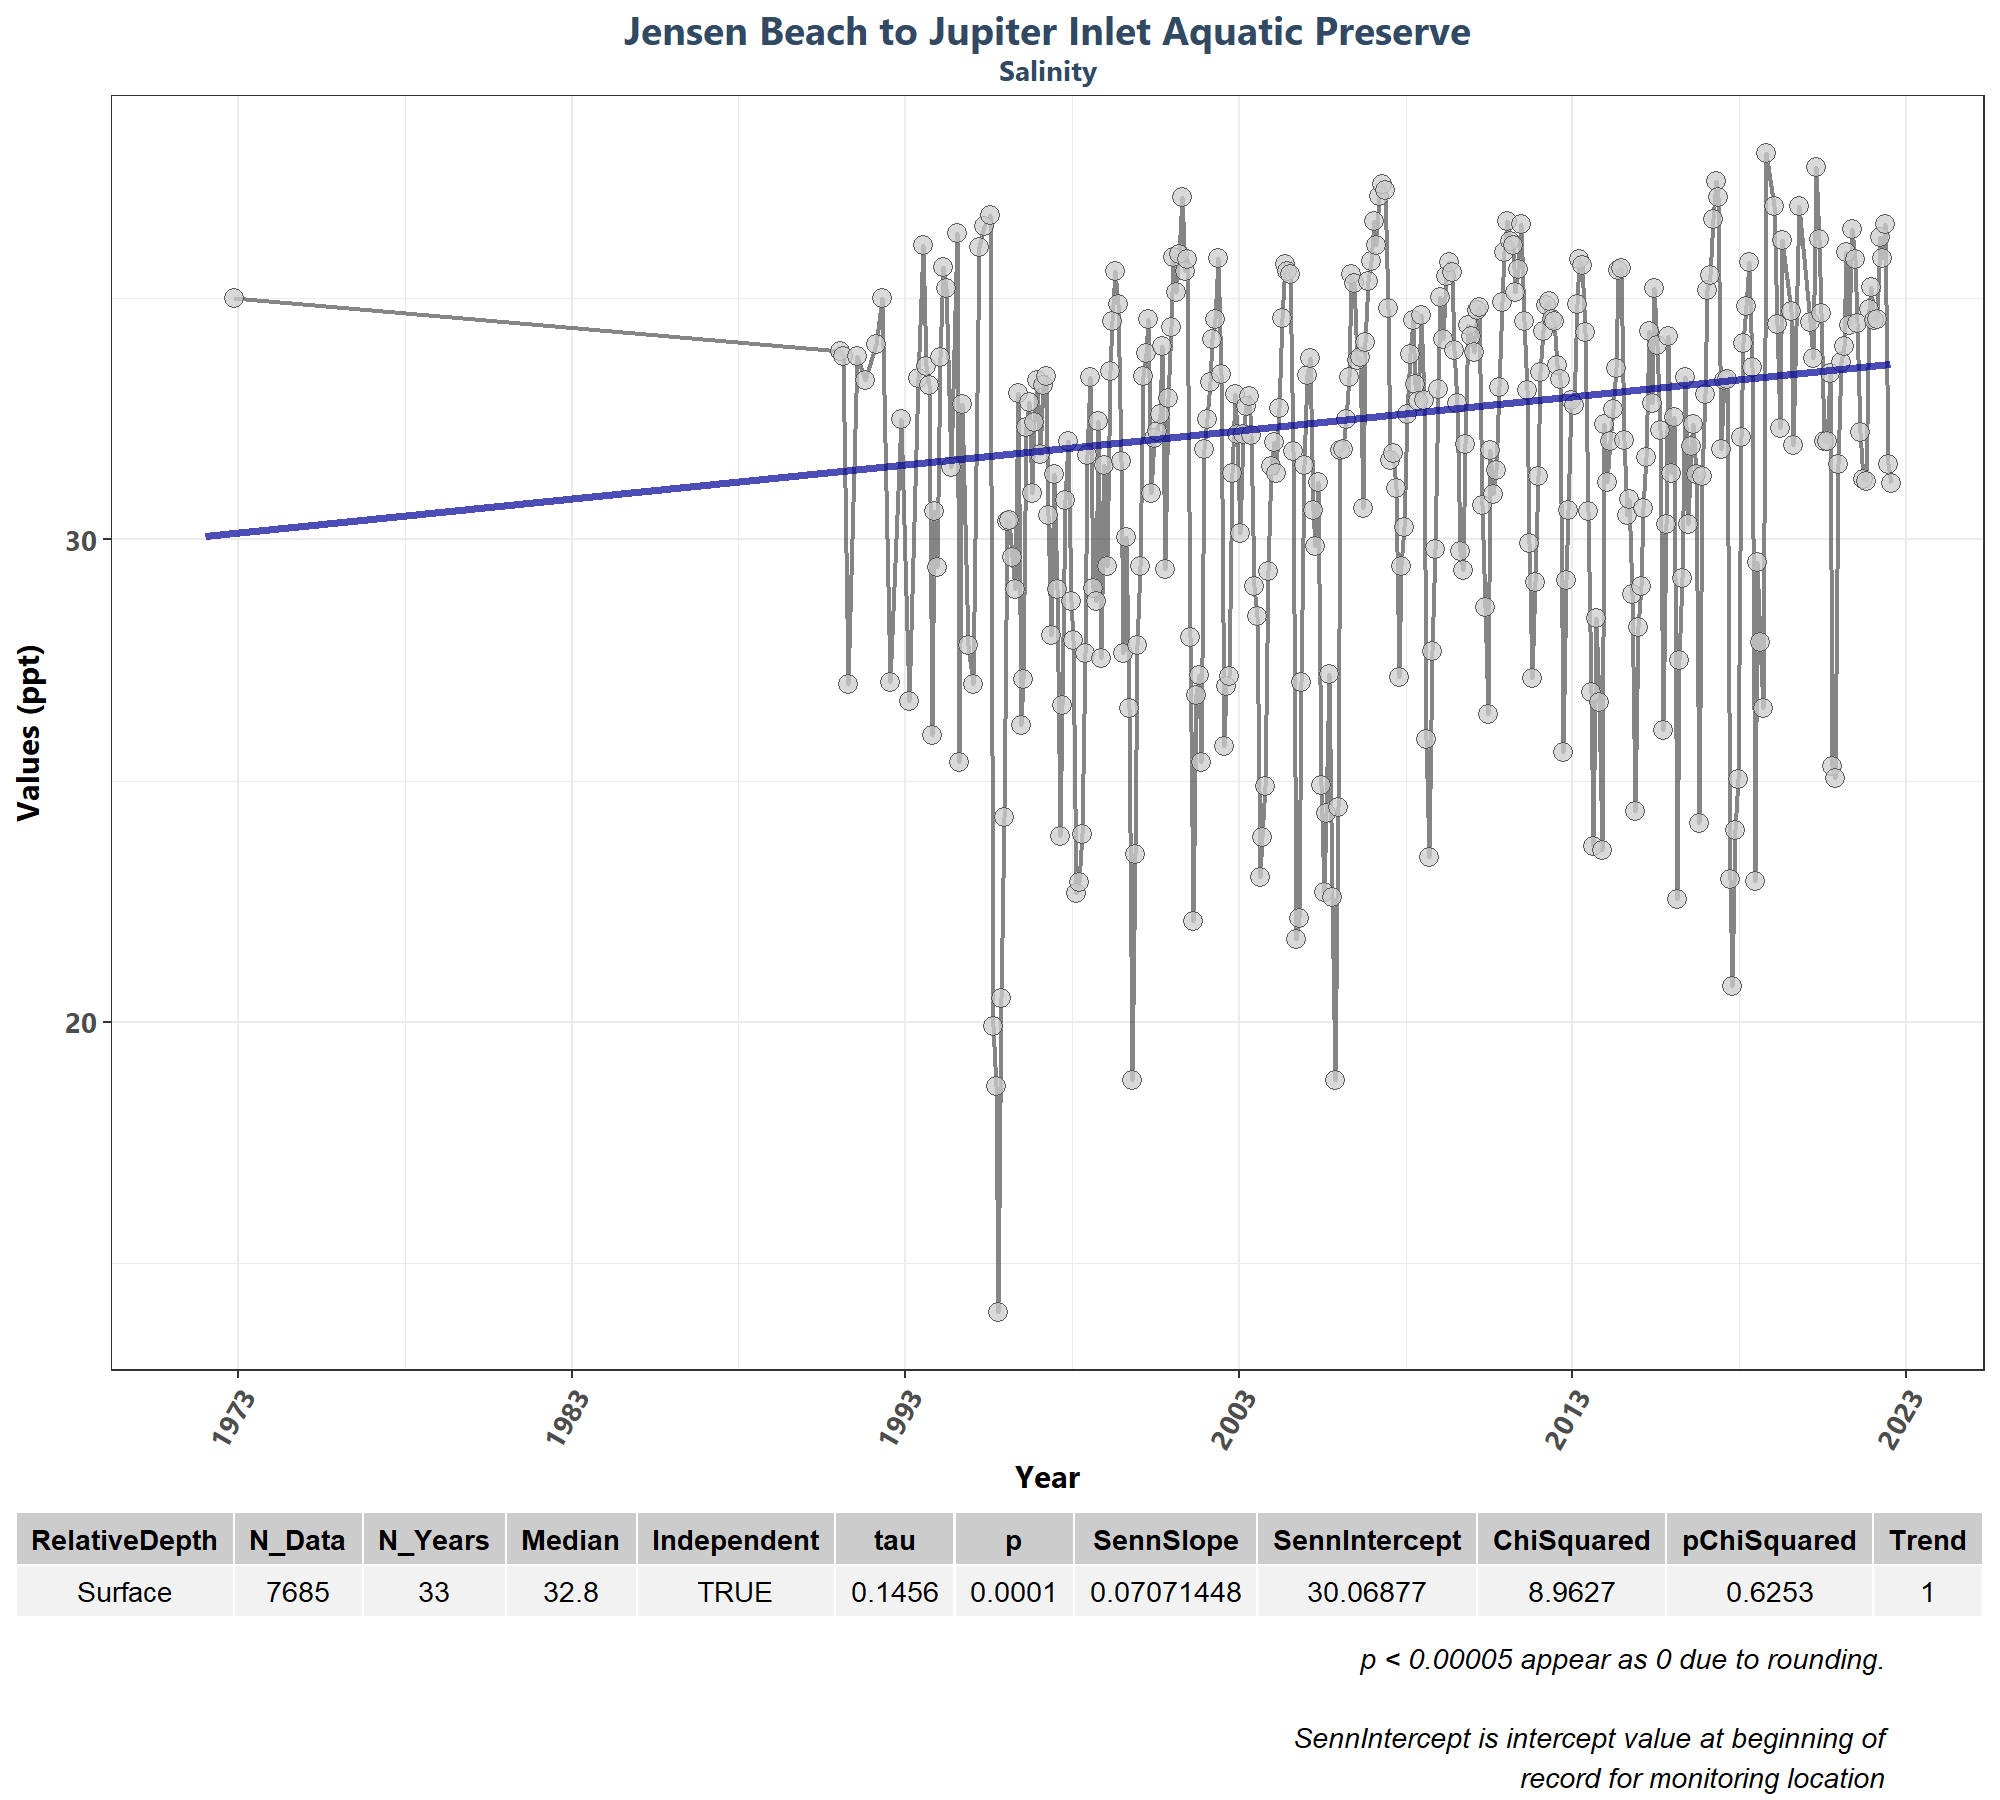 Jensen Beach to Jupiter Inlet Aquatic Preserve
Salinity
Values (ppt)
30
20
1973
1983
1993
2003
2013
2023
Year
RelativeDepth N_Data N_Years Median Independent tau p SennSlope SennIntercept ChiSquared pChiSquared Trend
Surface 7685 33 32.8 TRUE 0.1456 0.0001 0.07071448 30.06877 8.9627 0.6253 1
p < 0.00005 appear as 0 due to rounding.
SennIntercept is intercept value at beginning of
record for monitoring location